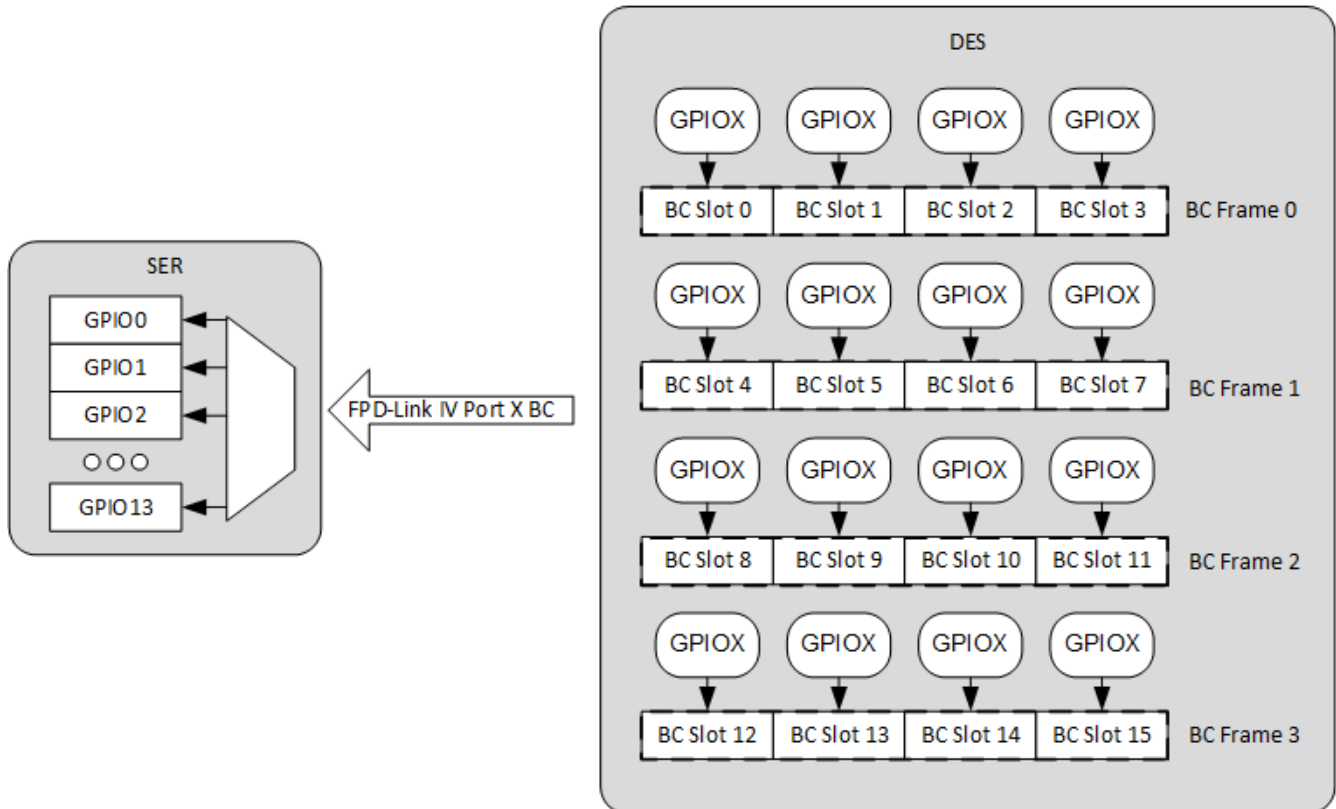 DES
GPIOX GPIOX GPIOX GPIOX
BC Slot 0 BC Slot 1 BC Slot 2 BC Slot 3 BC Frame 0
GPIOX GPIOX GPIOX GPIOX
BC Slot 4 BC Slot 5 BC Slot 6 BC Slot 7 BC Frame 1
GPIOX GPIOX GPIOX GPIOX
BC Slot 8 BC Slot 9 BC Slot 10 BC Slot 11 BC Frame 2
GPIOX GPIOX GPIOX GPIOX
BC Slot 12 BC Slot 13 BC Slot 14 BC Slot 15 BC Frame 3
SER
GPIO0
GPIO1
GPIO2
GPIO13
FPD-Link IV Port X BC